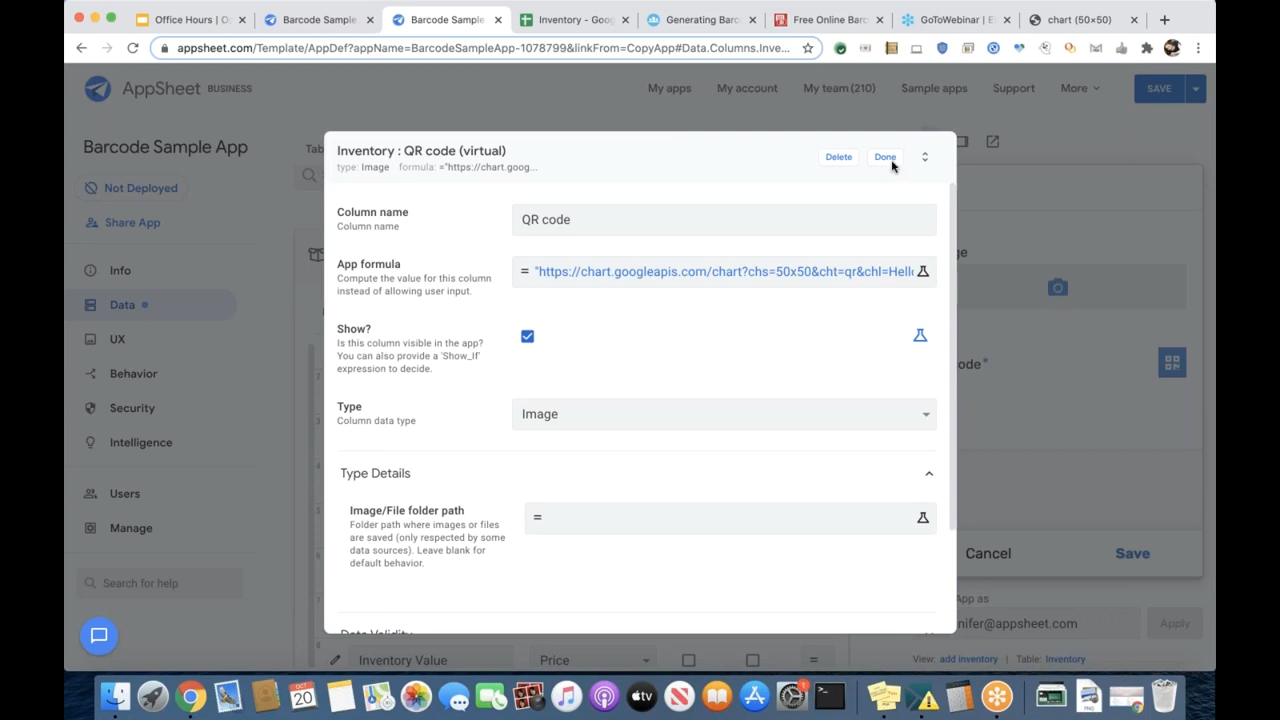 Office Hours | O
Barcode Sample
Barcode Sample
Inventory - Goog
Generating Barc
Free Online Barc
GoToWebinar | E
chart (50×50)
appsheet.com/Template/AppDef?appName=BarcodeSampleApp-1078799&linkFrom=CopyApp#Data.Columns.Inve...
AppSheet BUSINESS
My apps
My account
My team (210)
Sample apps
Support
More
SAVE
Barcode Sample App
Not Deployed
Share App
Info
Data
UX
Behavior
Security
Intelligence
Users
Manage
Search for help
Inventory : QR code (virtual)
type: Image formula: ="https://chart.goog...
Delete
Done
Column name
Column name
QR code
App formula
Compute the value for this column
instead of allowing user input.
= "https://chart.googleapis.com/chart?chs=50x50&cht=qr&chl=Hello
Show?
Is this column visible in the app?
You can also provide a 'Show_If'
expression to decide.
Type
Column data type
Image
Type Details
Image/File folder path
Folder path where images or files
are saved (only respected by some
data sources). Leave blank for
default behavior.
=
Data Validity
Inventory Value
Price
=
ode*
Cancel
Save
App as
nifer@appsheet.com
Apply
View: add inventory | Table: Inventory
OCT
20
tv